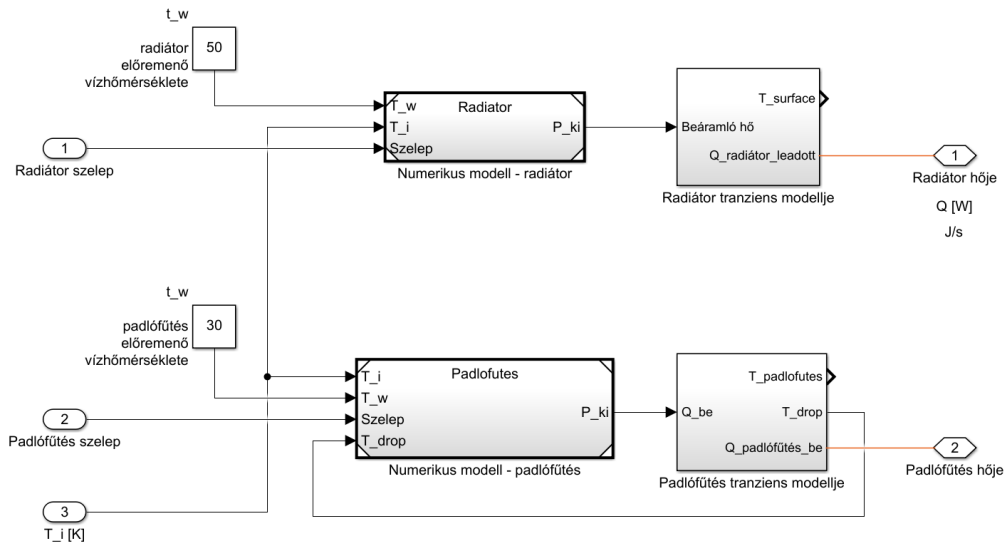 t_w
radiátor
előremenő
vízhőmérséklete
50
T_w
T_i
Szelep
Radiator
P_ki
Numerikus modell - radiátor
1
Radiátor szelep
T_surface
Beáramló hő
Q_radiátor_leadott
Radiátor tranziens modellje
1
Radiátor hője
Q [W]
J/s
t_w
padlófűtés
előremenő
vízhőmérséklete
30
T_i
T_w
Szelep
T_drop
Padlofutes
P_ki
Numerikus modell - padlófűtés
2
Padlófűtés szelep
T_padlofutes
Q_be
T_drop
Q_padlófűtés_be
Padlófűtés tranziens modellje
2
Padlófűtés hője
3
T_i [K]